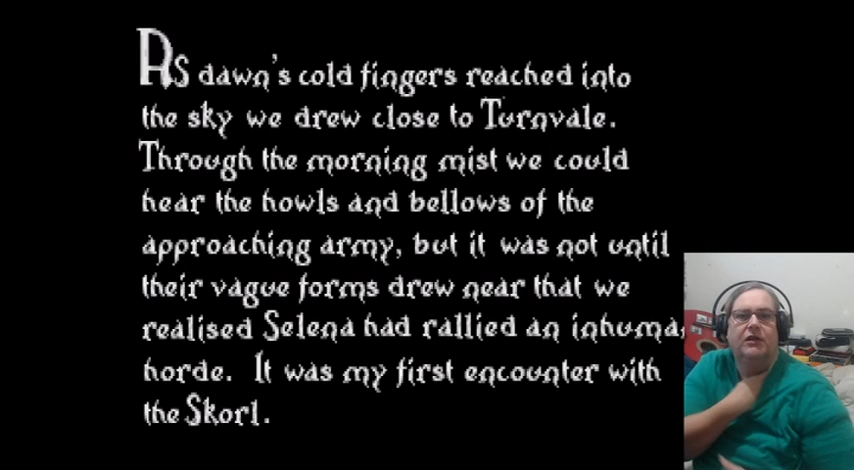 As dawn's cold fingers reached into
the sky we drew close to Turnvale.
Through the morning mist we could
hear the howls and bellows of the
approaching army, but it was not until
their vague forms drew near that we
realised Selena had rallied an inhuma
horde. It was my first encounter with
the Skorl.